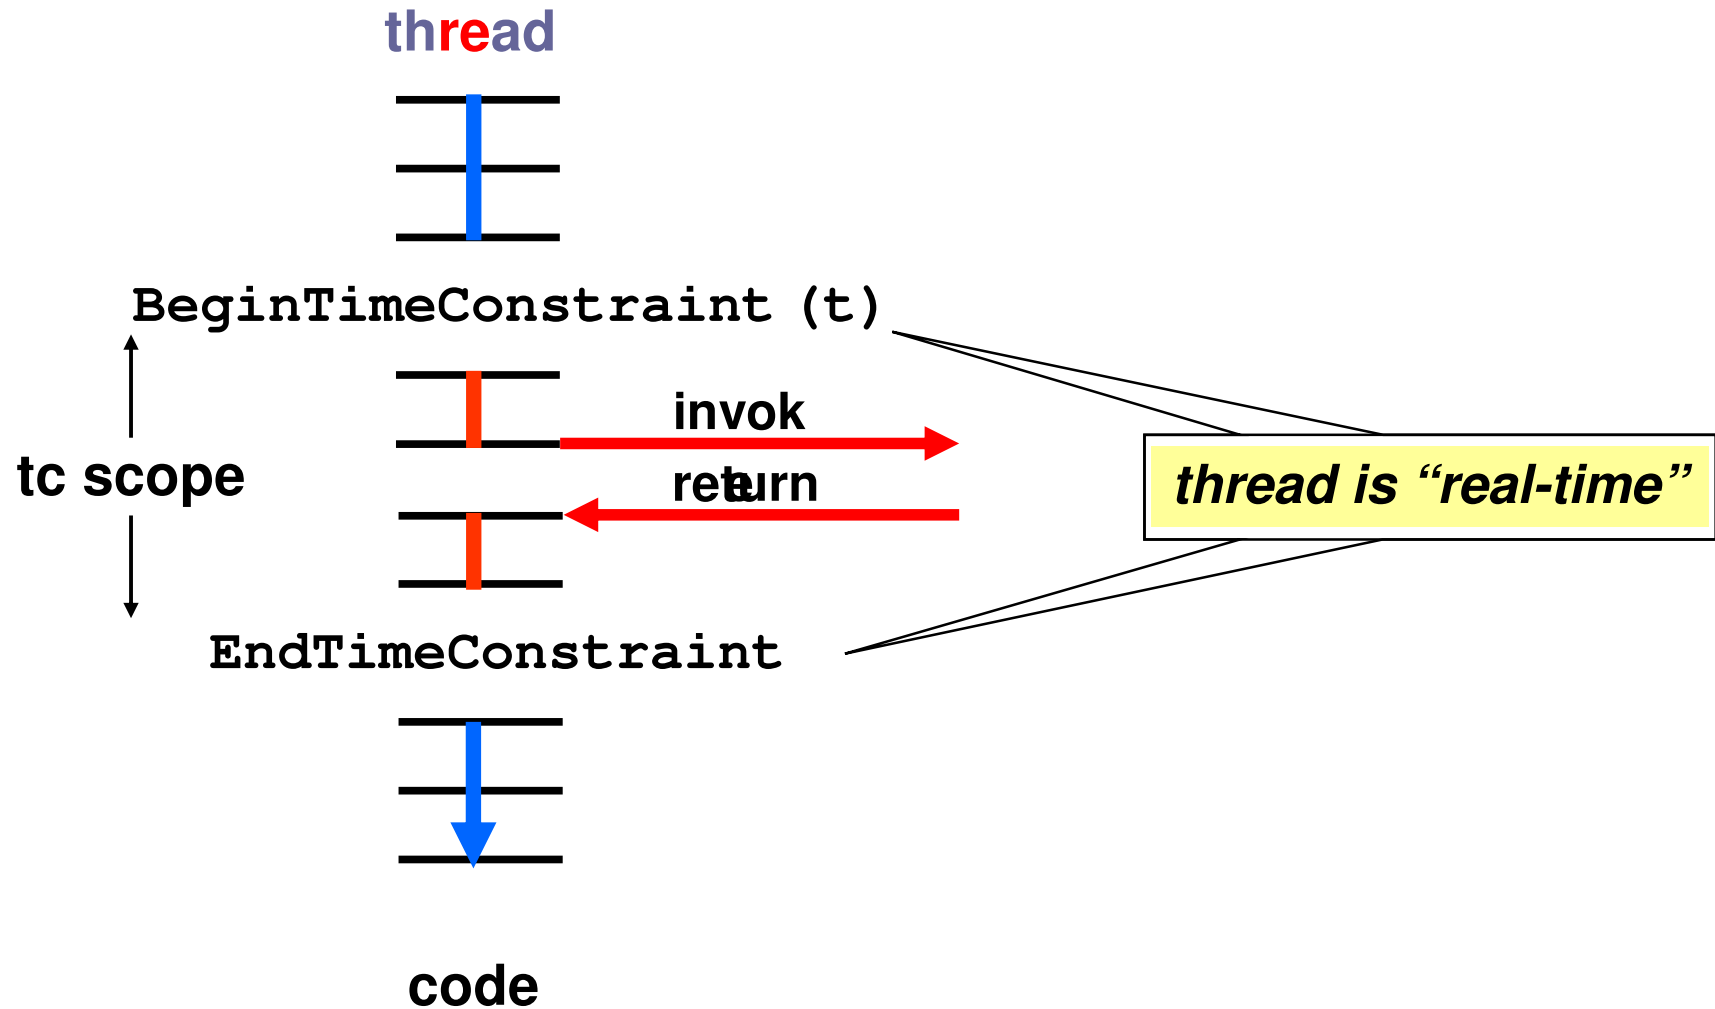 thread
BeginTimeConstraint (t)
invok
e
return
tc scope
thread is “real-time”
EndTimeConstraint
code